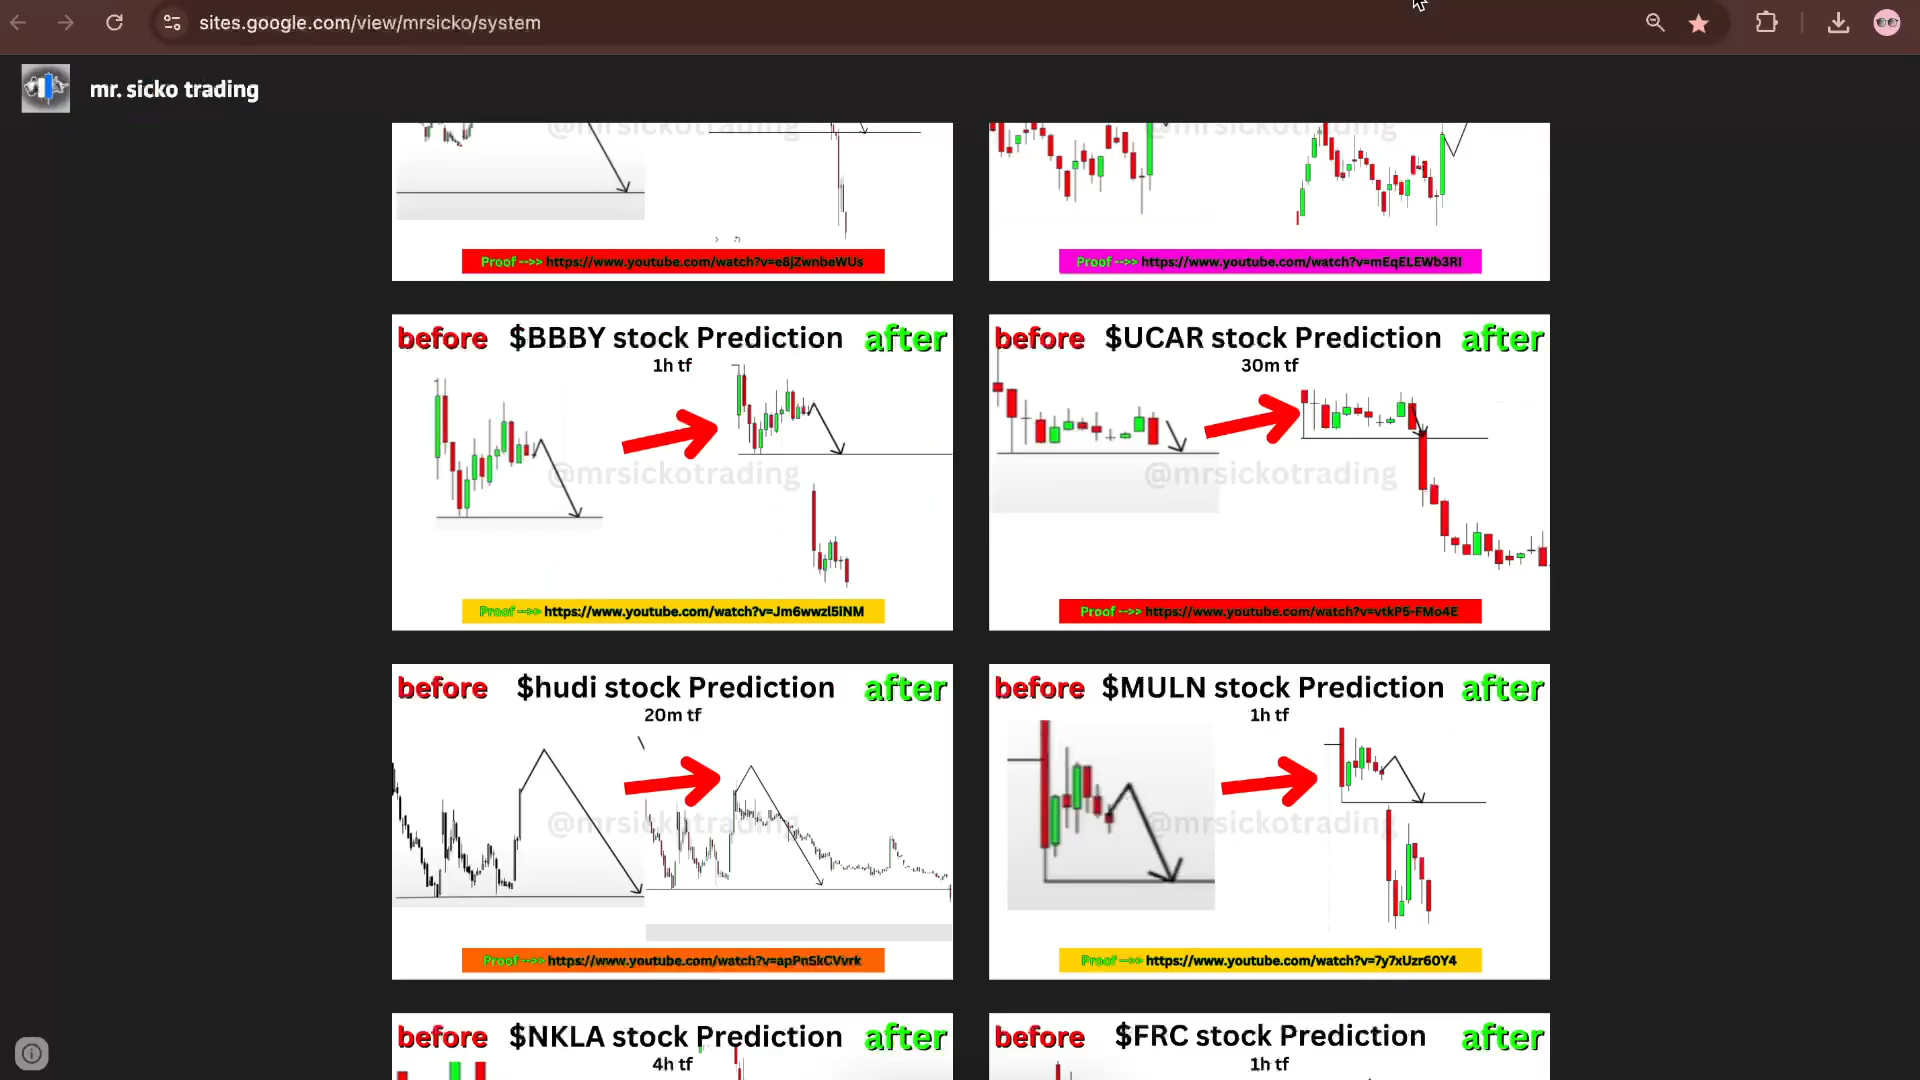 sites.google.com/view/mrsicko/system
mr. sicko trading
@mrsickotrading
@mrsickotrading
Proof -->> https://www.youtube.com/watch?v=e8jZwnbeWUs
Proof -->> https://www.youtube.com/watch?v=mEqELEWb3RI
before $BBBY stock Prediction after
1h tf
@mrsickotrading
Proof -->> https://www.youtube.com/watch?v=Jm6wwzl5iNM
before $UCAR stock Prediction after
30m tf
@mrsickotrading
Proof -->> https://www.youtube.com/watch?v=vtkP5-FMo4E
before $hudi stock Prediction after
20m tf
@mrsickotrading
Proof -->> https://www.youtube.com/watch?v=apPnSkCVvrk
before $MULN stock Prediction after
1h tf
@mrsickotrading
Proof -->> https://www.youtube.com/watch?v=7y7xUzr60Y4
before $NKLA stock Prediction after
4h tf
before $FRC stock Prediction after
1h tf